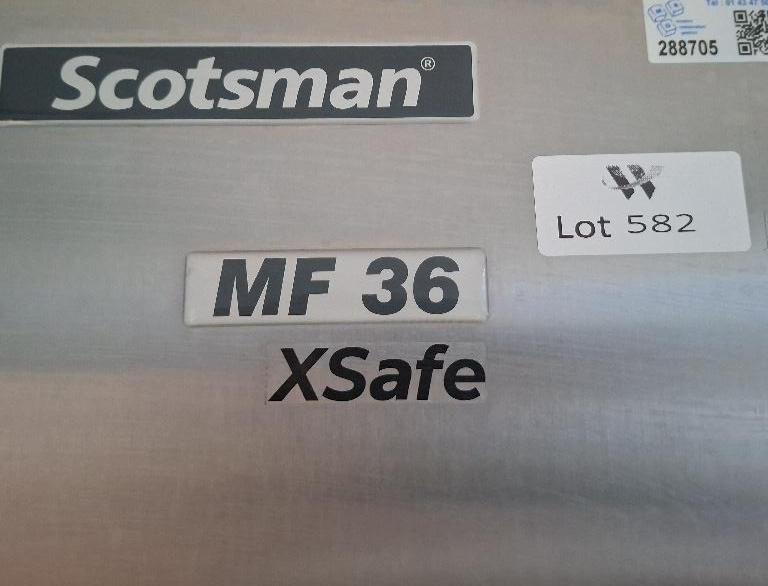 Scotsman®
288705
Lot 582
MF 36
XSafe